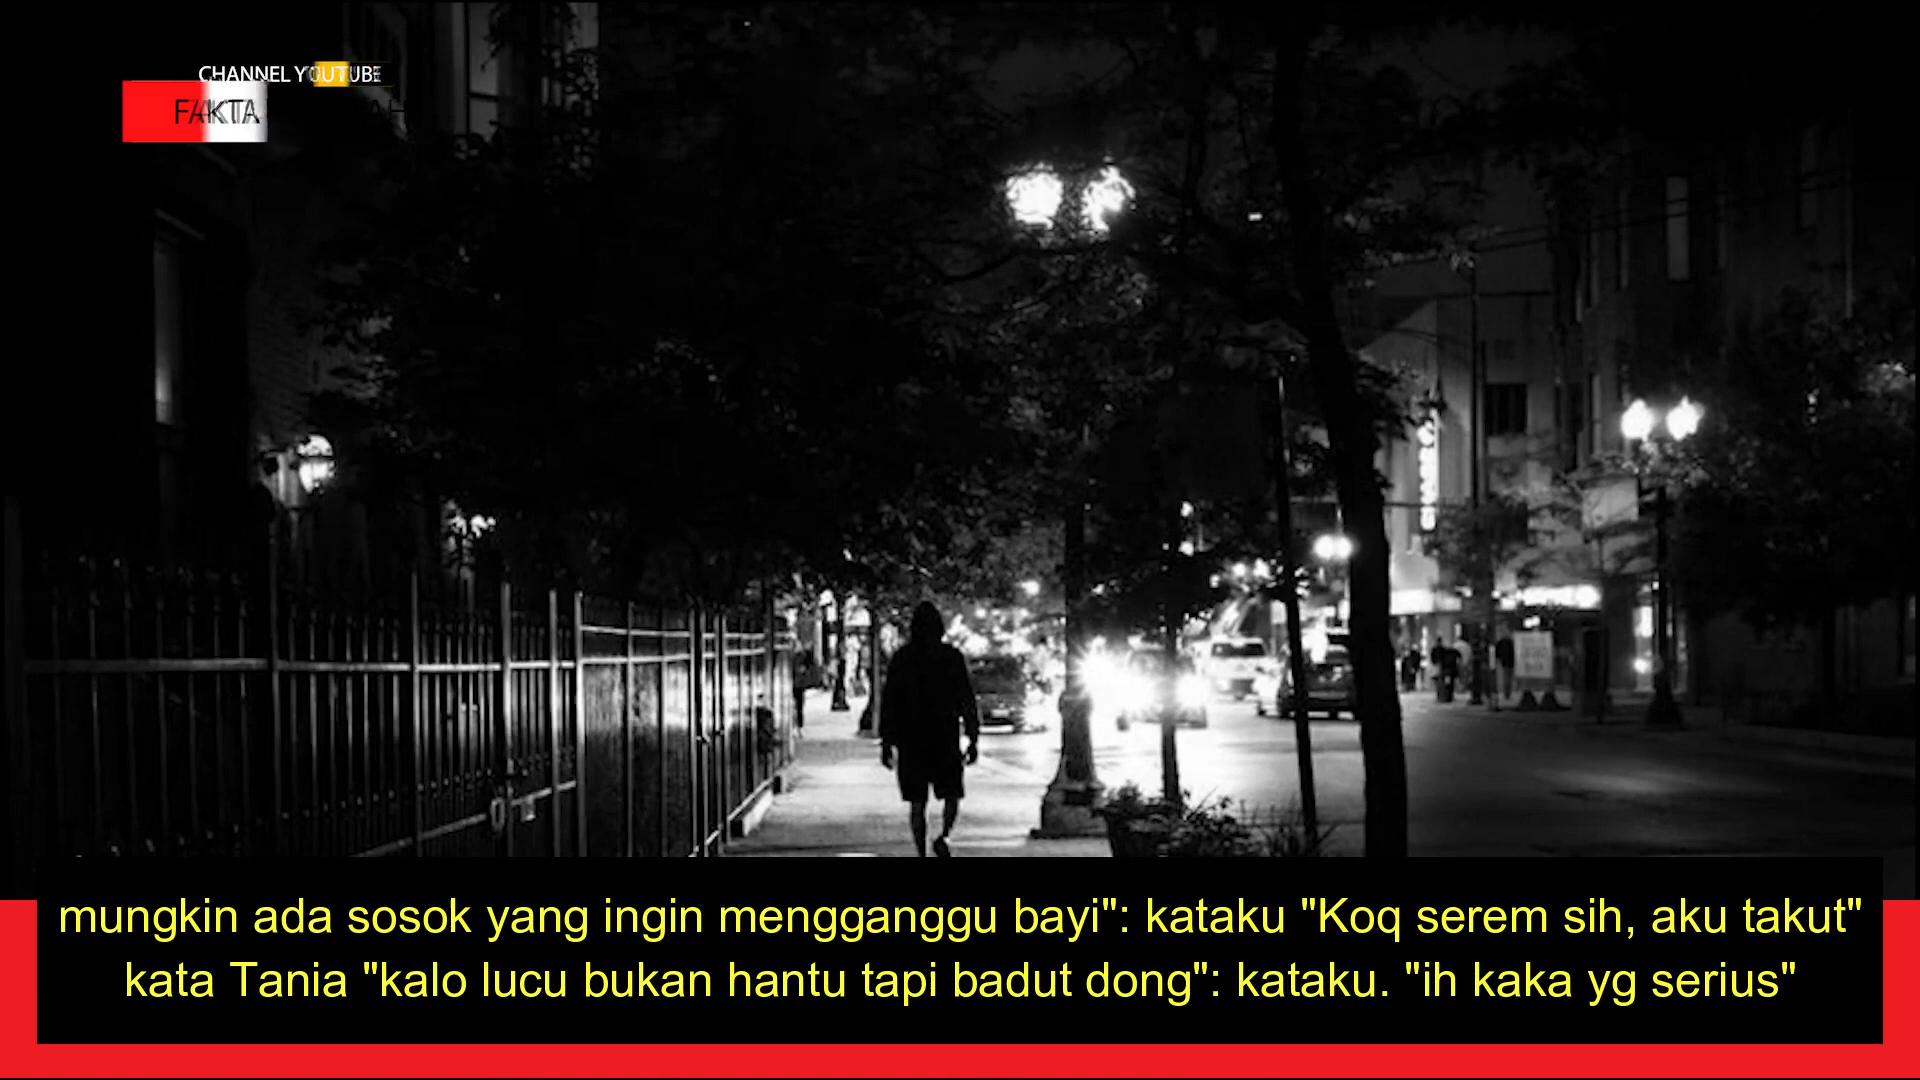 CHANNEL YOUTUBE
FAKTA
mungkin ada sosok yang ingin mengganggu bayi": kataku "Koq serem sih, aku takut"
kata Tania "kalo lucu bukan hantu tapi badut dong": kataku. "ih kaka yg serius"